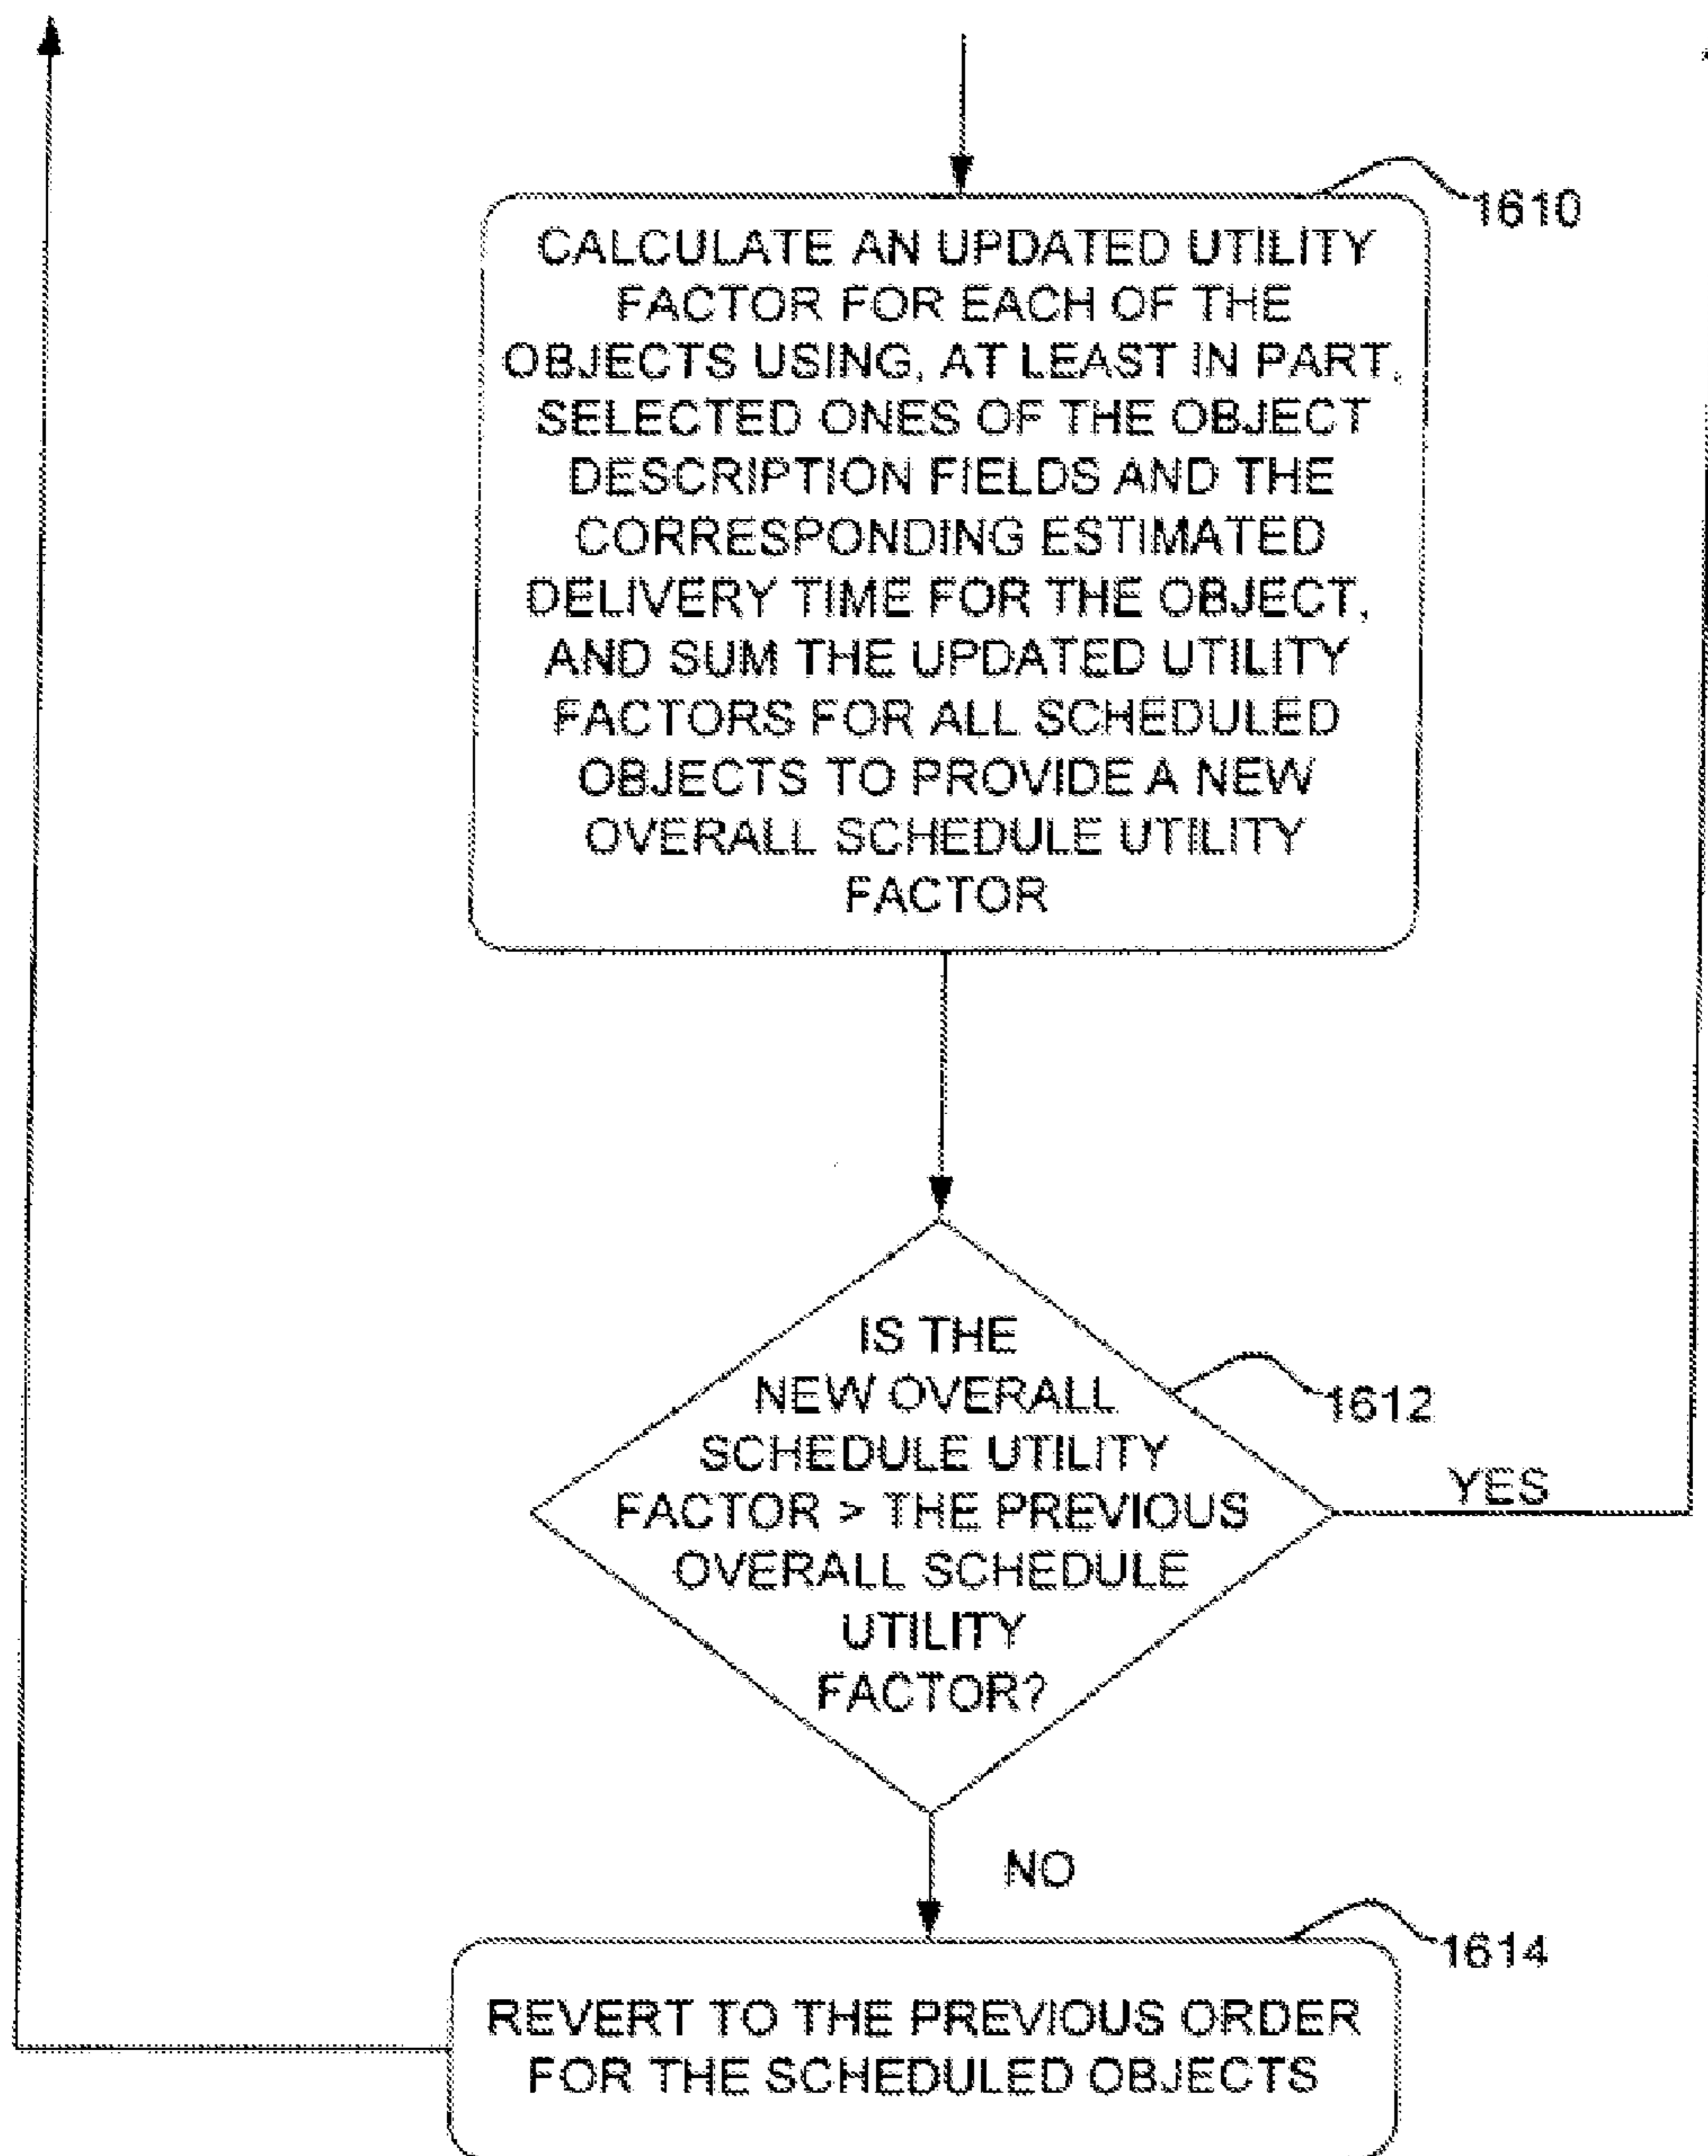 1610
CALCULATE AN UPDATED UTILITY
FACTOR FOR EACH OF THE
OBJECTS USING, AT LEAST IN PART,
SELECTED ONES OF THE OBJECT
DESCRIPTION FIELDS AND THE
CORRESPONDING ESTIMATED
DELIVERY TIME FOR THE OBJECT,
AND SUM THE UPDATED UTILITY
FACTORS FOR ALL SCHEDULED
OBJECTS TO PROVIDE A NEW
OVERALL SCHEDULE UTILITY
FACTOR
IS THE
NEW OVERALL
SCHEDULE UTILITY
FACTOR > THE PREVIOUS
OVERALL SCHEDULE
UTILITY
FACTOR?
1612
YES
NO
1614
REVERT TO THE PREVIOUS ORDER
FOR THE SCHEDULED OBJECTS